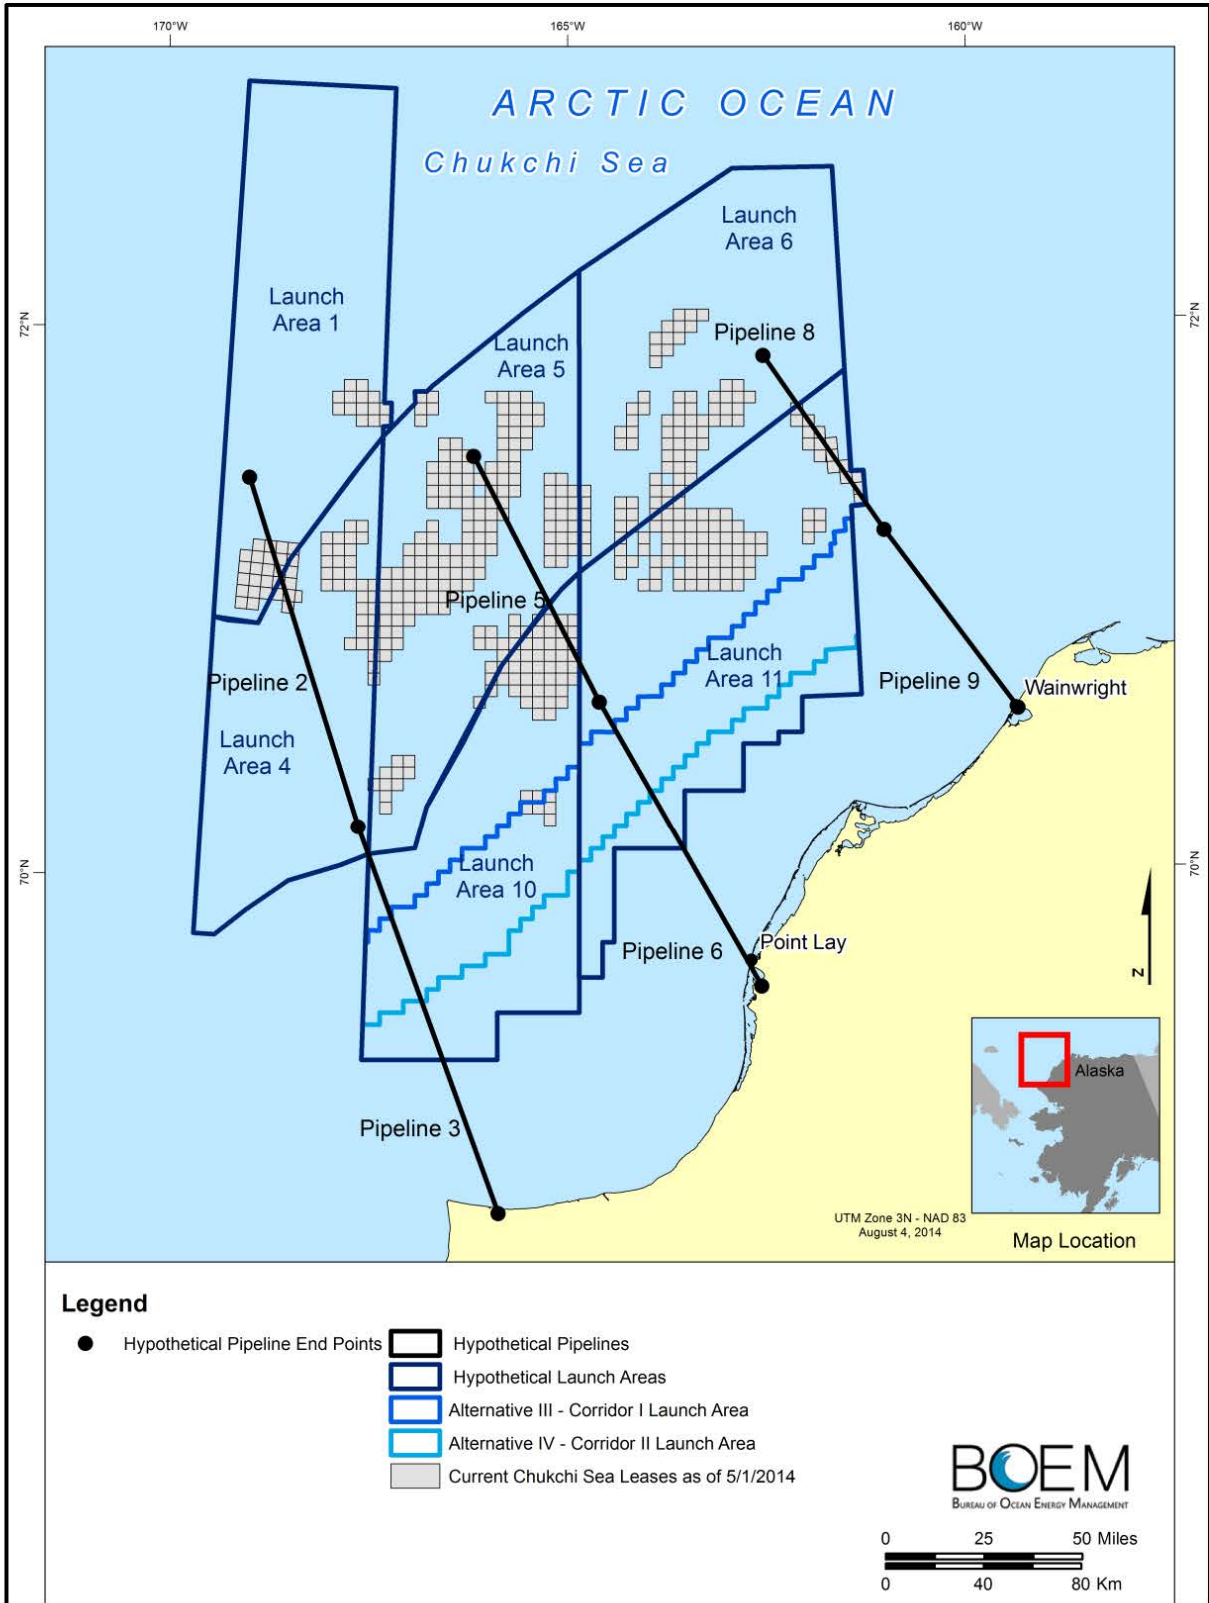 170°W
165°W
160°W
ARCTIC OCEAN
Chukchi Sea
Launch
Area 6
Launch
Area 1
72°N
72°N
Pipeline 8
Launch
Area 5
Pipeline 5
Launch
Area 11
Pipeline 2
Pipeline 9
Wainwright
Launch
Area 4
70°N
70°N
Launch
Area 10
Pipeline 6
Point Lay
N
Alaska
Pipeline 3
UTM Zone 3N - NAD 83
August 4, 2014
Map Location
Legend
Hypothetical Pipeline End Points
Hypothetical Pipelines
Hypothetical Launch Areas
Alternative III - Corridor I Launch Area
Alternative IV - Corridor II Launch Area
Current Chukchi Sea Leases as of 5/1/2014
BOEM
BUREAU OF OCEAN ENERGY MANAGEMENT
0 25 50 Miles
0 40 80 Km